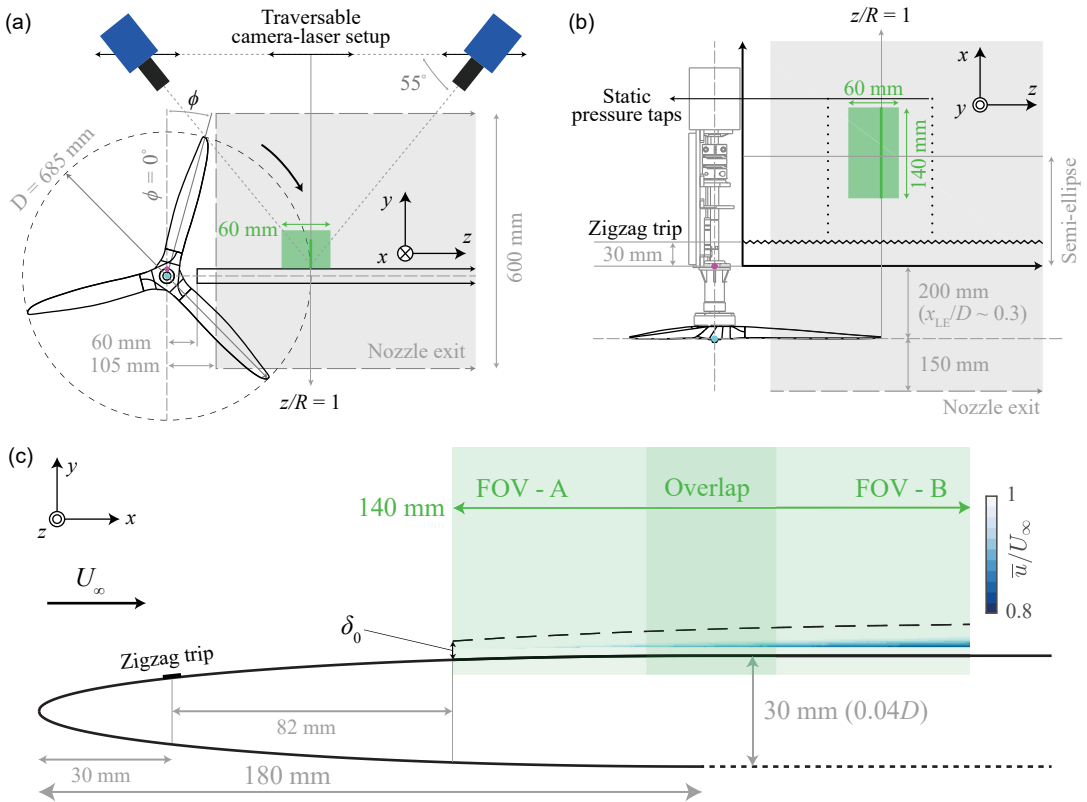 (a)
Traversable
camera-laser setup
55°
ϕ
ϕ = 0°
D = 685 mm
60 mm
y
x
z
600 mm
60 mm
105 mm
Nozzle exit
z/R = 1
(b)
z/R = 1
x
y
z
Static
pressure taps
60 mm
140 mm
Zigzag trip
30 mm
Semi-ellipse
200 mm
(x_LE/D ~ 0.3)
150 mm
Nozzle exit
(c)
y
z
x
FOV - A
Overlap
FOV - B
140 mm
1
u̅/U∞
0.8
U∞
δ₀
Zigzag trip
82 mm
30 mm (0.04D)
30 mm
180 mm